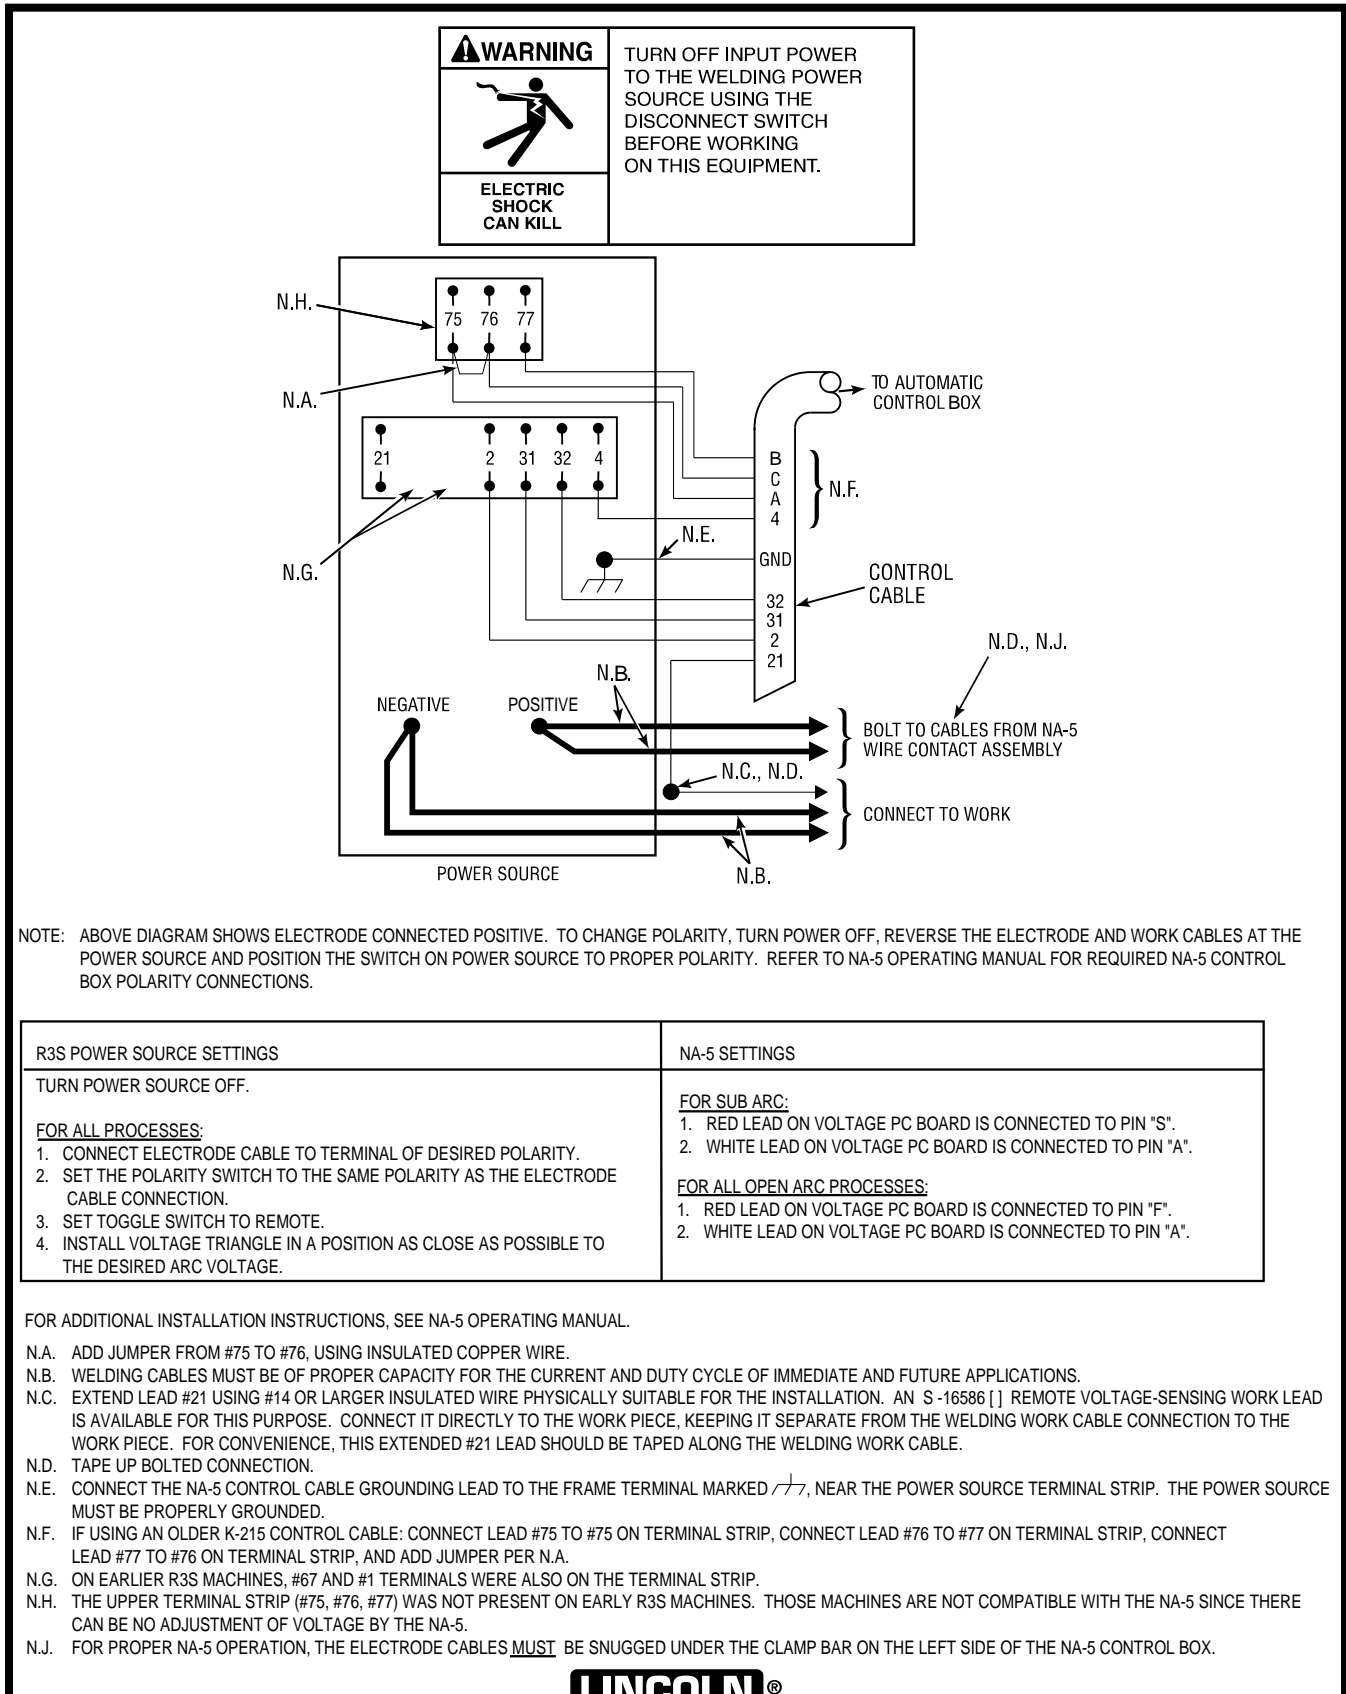 WARNING
ELECTRIC
SHOCK
CAN KILL
TURN OFF INPUT POWER
TO THE WELDING POWER
SOURCE USING THE
DISCONNECT SWITCH
BEFORE WORKING
ON THIS EQUIPMENT.
N.H.
75 76 77
N.A.
TO AUTOMATIC
CONTROL BOX
21 2 31 32 4
B
C
A
4
N.F.
N.E.
GND
N.G.
CONTROL
CABLE
32
31
2
21
N.D., N.J.
N.B.
NEGATIVE POSITIVE
BOLT TO CABLES FROM NA-5
WIRE CONTACT ASSEMBLY
N.C., N.D.
CONNECT TO WORK
POWER SOURCE
N.B.
NOTE: ABOVE DIAGRAM SHOWS ELECTRODE CONNECTED POSITIVE. TO CHANGE POLARITY, TURN POWER OFF, REVERSE THE ELECTRODE AND WORK CABLES AT THE
POWER SOURCE AND POSITION THE SWITCH ON POWER SOURCE TO PROPER POLARITY. REFER TO NA-5 OPERATING MANUAL FOR REQUIRED NA-5 CONTROL
BOX POLARITY CONNECTIONS.
R3S POWER SOURCE SETTINGS
TURN POWER SOURCE OFF.
FOR ALL PROCESSES:
1. CONNECT ELECTRODE CABLE TO TERMINAL OF DESIRED POLARITY.
2. SET THE POLARITY SWITCH TO THE SAME POLARITY AS THE ELECTRODE
CABLE CONNECTION.
3. SET TOGGLE SWITCH TO REMOTE.
4. INSTALL VOLTAGE TRIANGLE IN A POSITION AS CLOSE AS POSSIBLE TO
THE DESIRED ARC VOLTAGE.
NA-5 SETTINGS
FOR SUB ARC:
1. RED LEAD ON VOLTAGE PC BOARD IS CONNECTED TO PIN "S".
2. WHITE LEAD ON VOLTAGE PC BOARD IS CONNECTED TO PIN "A".
FOR ALL OPEN ARC PROCESSES:
1. RED LEAD ON VOLTAGE PC BOARD IS CONNECTED TO PIN "F".
2. WHITE LEAD ON VOLTAGE PC BOARD IS CONNECTED TO PIN "A".
FOR ADDITIONAL INSTALLATION INSTRUCTIONS, SEE NA-5 OPERATING MANUAL.
N.A. ADD JUMPER FROM #75 TO #76, USING INSULATED COPPER WIRE.
N.B. WELDING CABLES MUST BE OF PROPER CAPACITY FOR THE CURRENT AND DUTY CYCLE OF IMMEDIATE AND FUTURE APPLICATIONS.
N.C. EXTEND LEAD #21 USING #14 OR LARGER INSULATED WIRE PHYSICALLY SUITABLE FOR THE INSTALLATION. AN S -16586 [ ] REMOTE VOLTAGE-SENSING WORK LEAD
IS AVAILABLE FOR THIS PURPOSE. CONNECT IT DIRECTLY TO THE WORK PIECE, KEEPING IT SEPARATE FROM THE WELDING WORK CABLE CONNECTION TO THE
WORK PIECE. FOR CONVENIENCE, THIS EXTENDED #21 LEAD SHOULD BE TAPED ALONG THE WELDING WORK CABLE.
N.D. TAPE UP BOLTED CONNECTION.
N.E. CONNECT THE NA-5 CONTROL CABLE GROUNDING LEAD TO THE FRAME TERMINAL MARKED , NEAR THE POWER SOURCE TERMINAL STRIP. THE POWER SOURCE
MUST BE PROPERLY GROUNDED.
N.F. IF USING AN OLDER K-215 CONTROL CABLE: CONNECT LEAD #75 TO #75 ON TERMINAL STRIP, CONNECT LEAD #76 TO #77 ON TERMINAL STRIP, CONNECT
LEAD #77 TO #76 ON TERMINAL STRIP, AND ADD JUMPER PER N.A.
N.G. ON EARLIER R3S MACHINES, #67 AND #1 TERMINALS WERE ALSO ON THE TERMINAL STRIP.
N.H. THE UPPER TERMINAL STRIP (#75, #76, #77) WAS NOT PRESENT ON EARLY R3S MACHINES. THOSE MACHINES ARE NOT COMPATIBLE WITH THE NA-5 SINCE THERE
CAN BE NO ADJUSTMENT OF VOLTAGE BY THE NA-5.
N.J. FOR PROPER NA-5 OPERATION, THE ELECTRODE CABLES MUST BE SNUGGED UNDER THE CLAMP BAR ON THE LEFT SIDE OF THE NA-5 CONTROL BOX.
LINCOLN ®